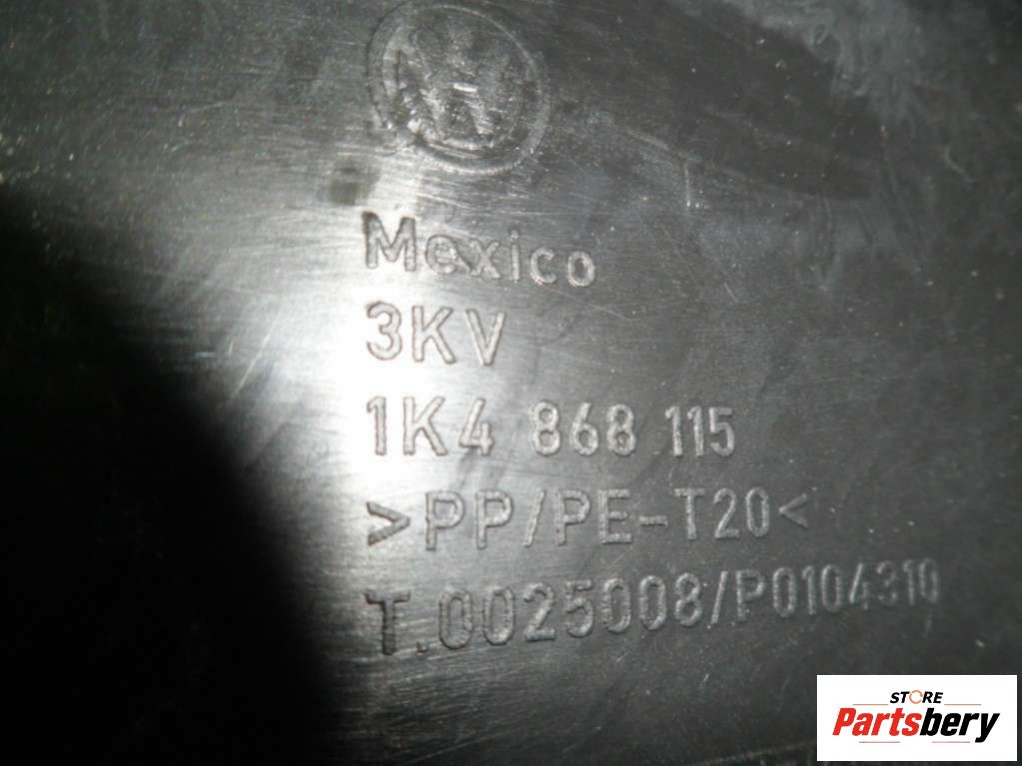 Mexico
3KV
1K4 868 115
>PP/PE-T20<
T.0025008/P0104310
STORE
Partsbery